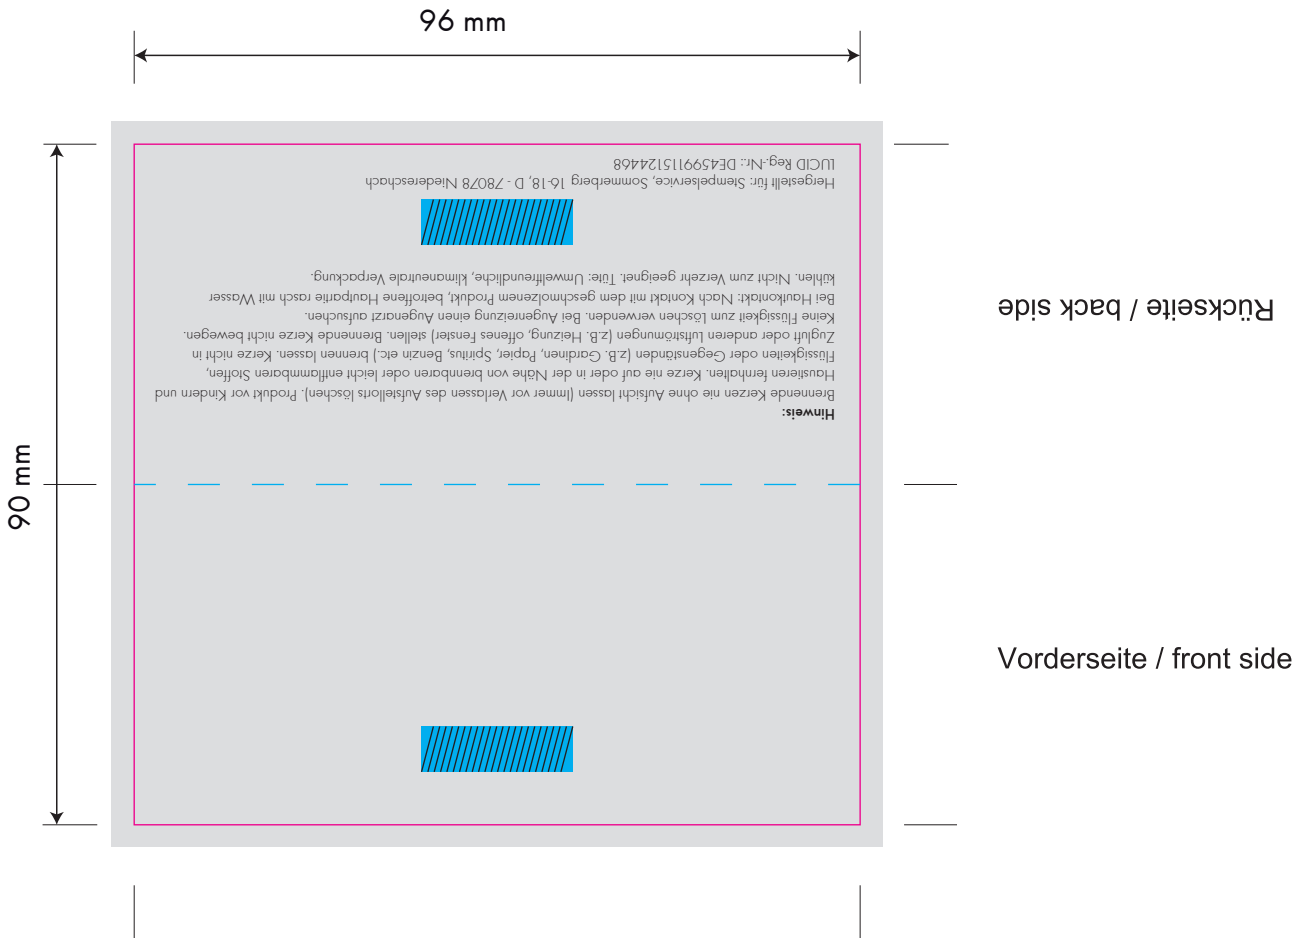 96 mm
90 mm
Rückseite / back side
Hinweis:
Brennende Kerzen nie ohne Aufsicht lassen (Immer vor Verlassen des Aufstellorts löschen). Produkt vor Kindern und
Haustieren fernhalten. Kerze nie auf oder in der Nähe von brennbaren oder leicht entflammbaren Stoffen,
Flüssigkeiten oder Gegenständen (z.B. Gardinen, Papier, Spiritus, Benzin etc.) brennen lassen. Kerze nicht in
Zugluft oder anderen Luftströmungen (z.B. Heizung, offenes Fenster) stellen. Brennende Kerze nicht bewegen.
Keine Flüssigkeit zum Löschen verwenden. Bei Augenreizung einen Augenarzt aufsuchen.
Bei Hautkontakt: Nach Kontakt mit dem geschmolzenem Produkt, betroffene Hautpartie rasch mit Wasser
kühlen. Nicht zum Verzehr geeignet. Tüte: Umweltfreundliche, klimaneutrale Verpackung.
Hergestellt für: Stempelservice, Sommerberg 16-18, D - 78078 Niedereschach
LUCID Reg.-Nr.: DE4599115124468
Vorderseite / front side